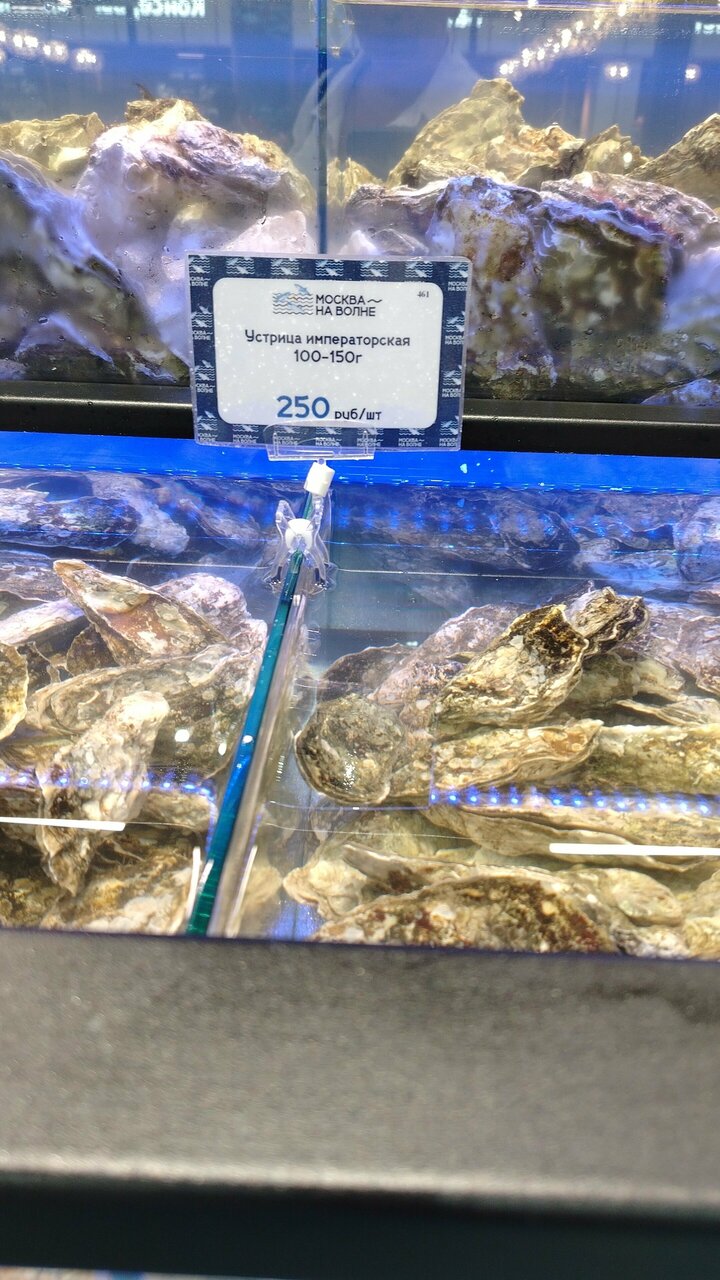 461
МОСКВА
НА ВОЛНЕ
Устрица императорская
100-150г
250 руб/шт